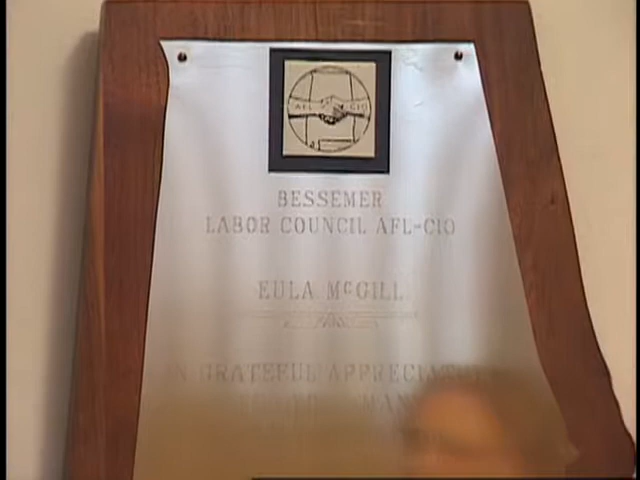 AFL CIO
BESSEMER
LABOR COUNCIL AFL-CIO
EULA McGILL
IN GRATEFUL APPRECIATION